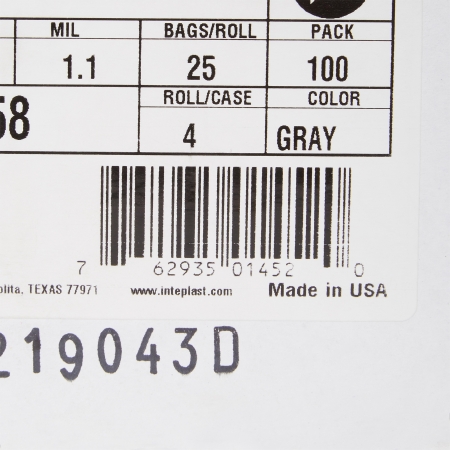 MIL BAGS/ROLL PACK
1.1 25 100
58 ROLL/CASE COLOR
4 GRAY
7 62935 01452 0
TEXAS 77971 www.inteplast.com Made in USA
219043D